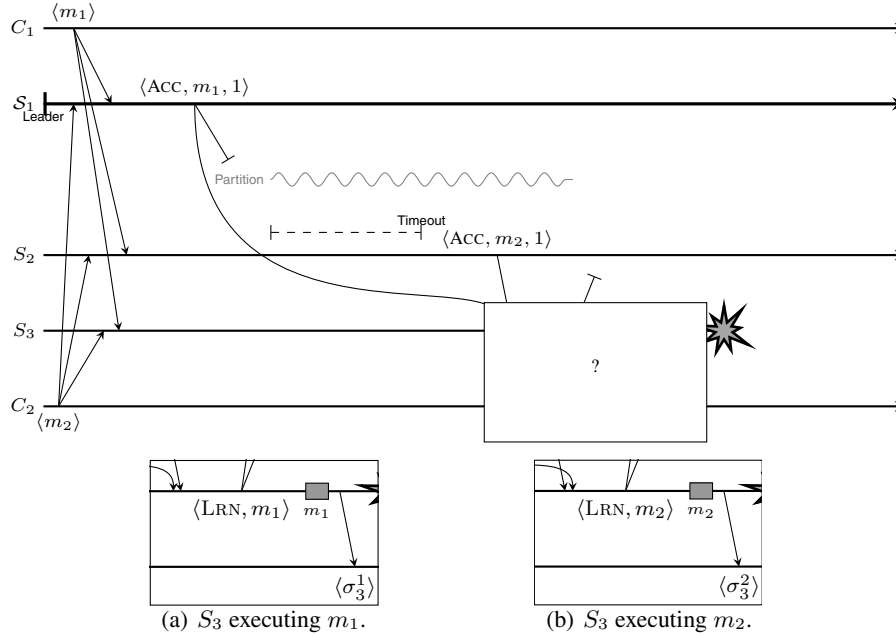 ⟨m₁⟩
C₁
⟨ACC, m₁, 1⟩
S₁
Leader
Partition
Timeout
⟨ACC, m₂, 1⟩
S₂
S₃
?
C₂
⟨m₂⟩
⟨LRN, m₁⟩ m₁
⟨σ₃¹⟩
⟨LRN, m₂⟩ m₂
⟨σ₃²⟩
(a) S₃ executing m₁.
(b) S₃ executing m₂.